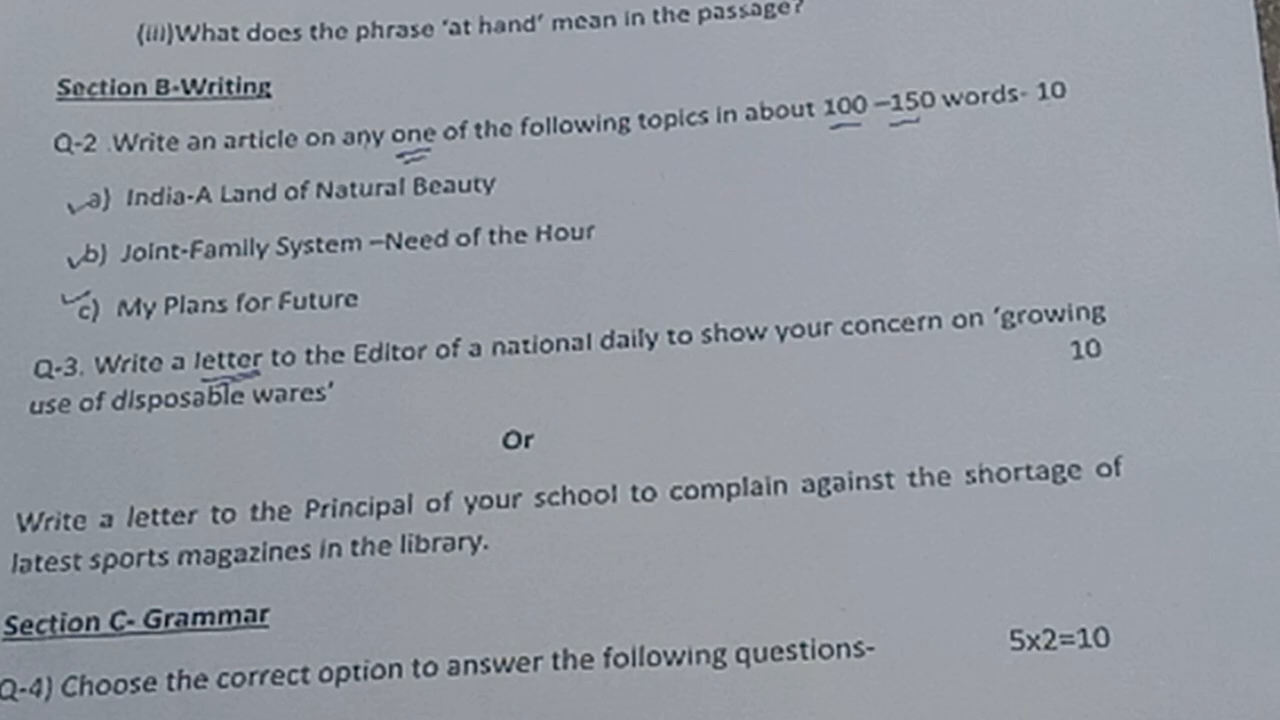 (iii)What does the phrase 'at hand' mean in the passage?
Section B-Writing
Q-2 .Write an article on any one of the following topics in about 100 –150 words- 10
a) India-A Land of Natural Beauty
b) Joint-Family System –Need of the Hour
c) My Plans for Future
Q-3. Write a letter to the Editor of a national daily to show your concern on 'growing
use of disposable wares' 10
Or
Write a letter to the Principal of your school to complain against the shortage of
latest sports magazines in the library.
Section C- Grammar
Q-4) Choose the correct option to answer the following questions- 5x2=10